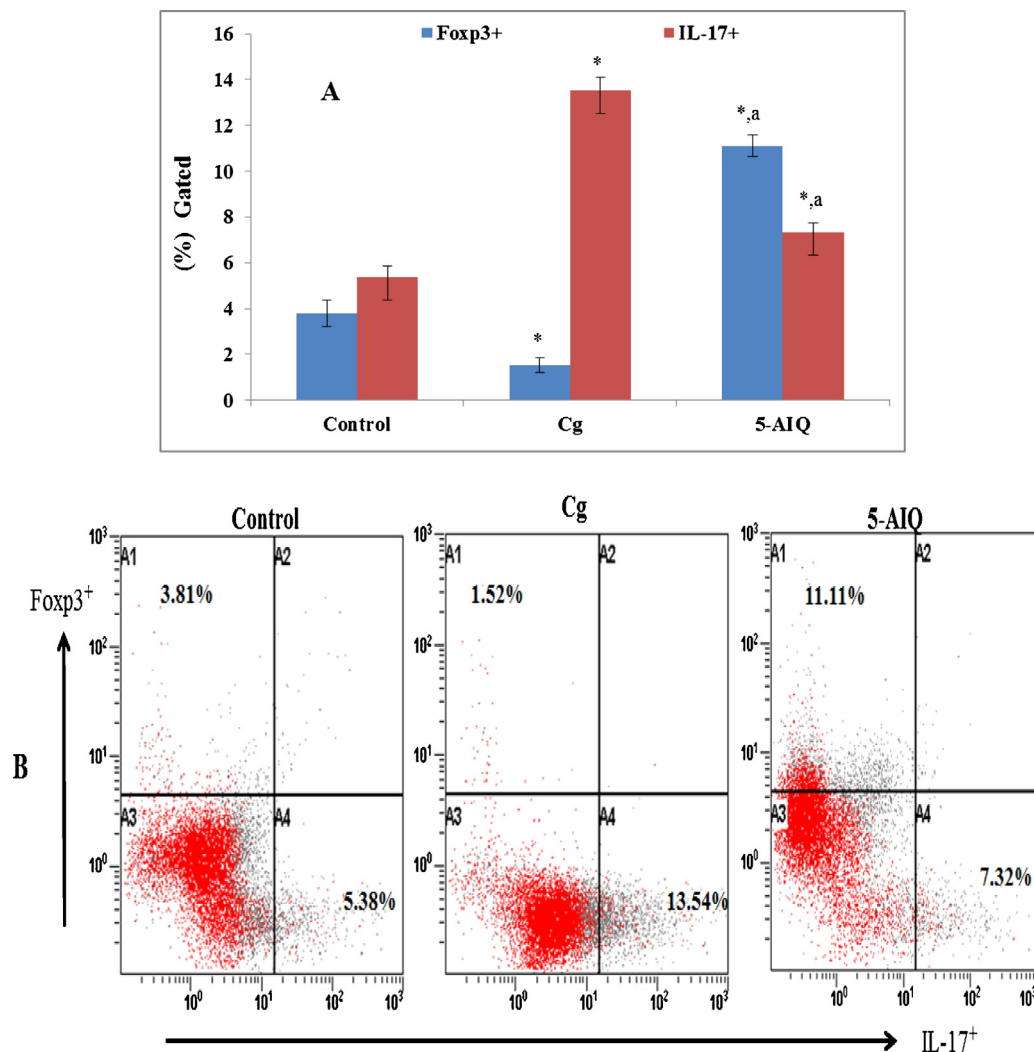 Foxp3+ IL-17+
A
16
14
12
10
8
6
4
2
0
(%) Gated
*
*
*,a
*,a
Control Cg 5-AIQ
B
Foxp3⁺
Control
10³
10²
10¹
10⁰
A1 A2
3.81%
A3 A4
5.38%
10⁰ 10¹ 10² 10³
Cg
10³
10²
10¹
10⁰
A1 A2
1.52%
A3 A4
13.54%
10⁰ 10¹ 10² 10³
5-AIQ
10³
10²
10¹
10⁰
A1 A2
11.11%
A3 A4
7.32%
10⁰ 10¹ 10² 10³
IL-17⁺